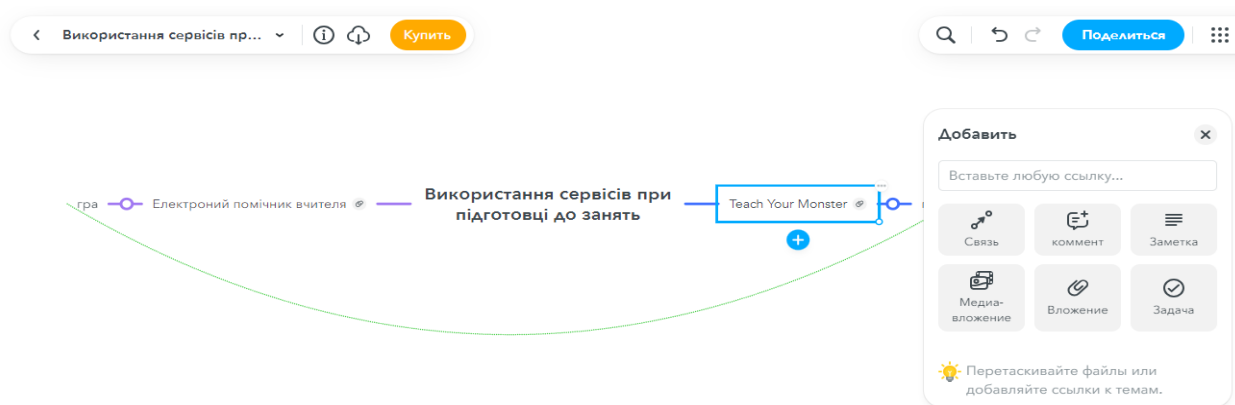 Використання сервісів пр...
Купить
Поделиться
Добавить
Вставьте любую ссылку...
гра
Електроний помічник вчителя
Використання сервісів при
підготовці до занять
Teach Your Monster
Связь
коммент
Заметка
Медиа-
вложение
Вложение
Задача
Перетаскивайте файлы или
добавляйте ссылки к темам.